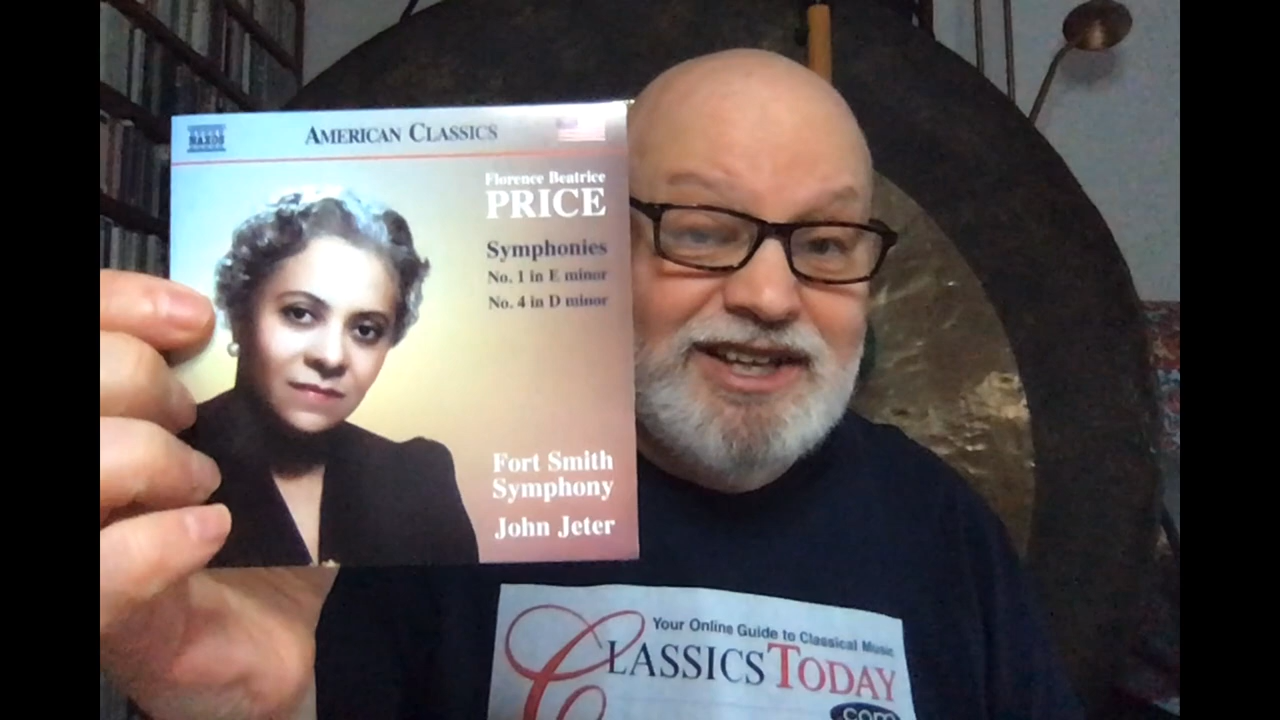 NAXOS
AMERICAN CLASSICS
Florence Beatrice
PRICE
Symphonies
No. 1 in E minor
No. 4 in D minor
Fort Smith
Symphony
John Jeter
Your Online Guide to Classical Music
CLASSICSTODAY
com